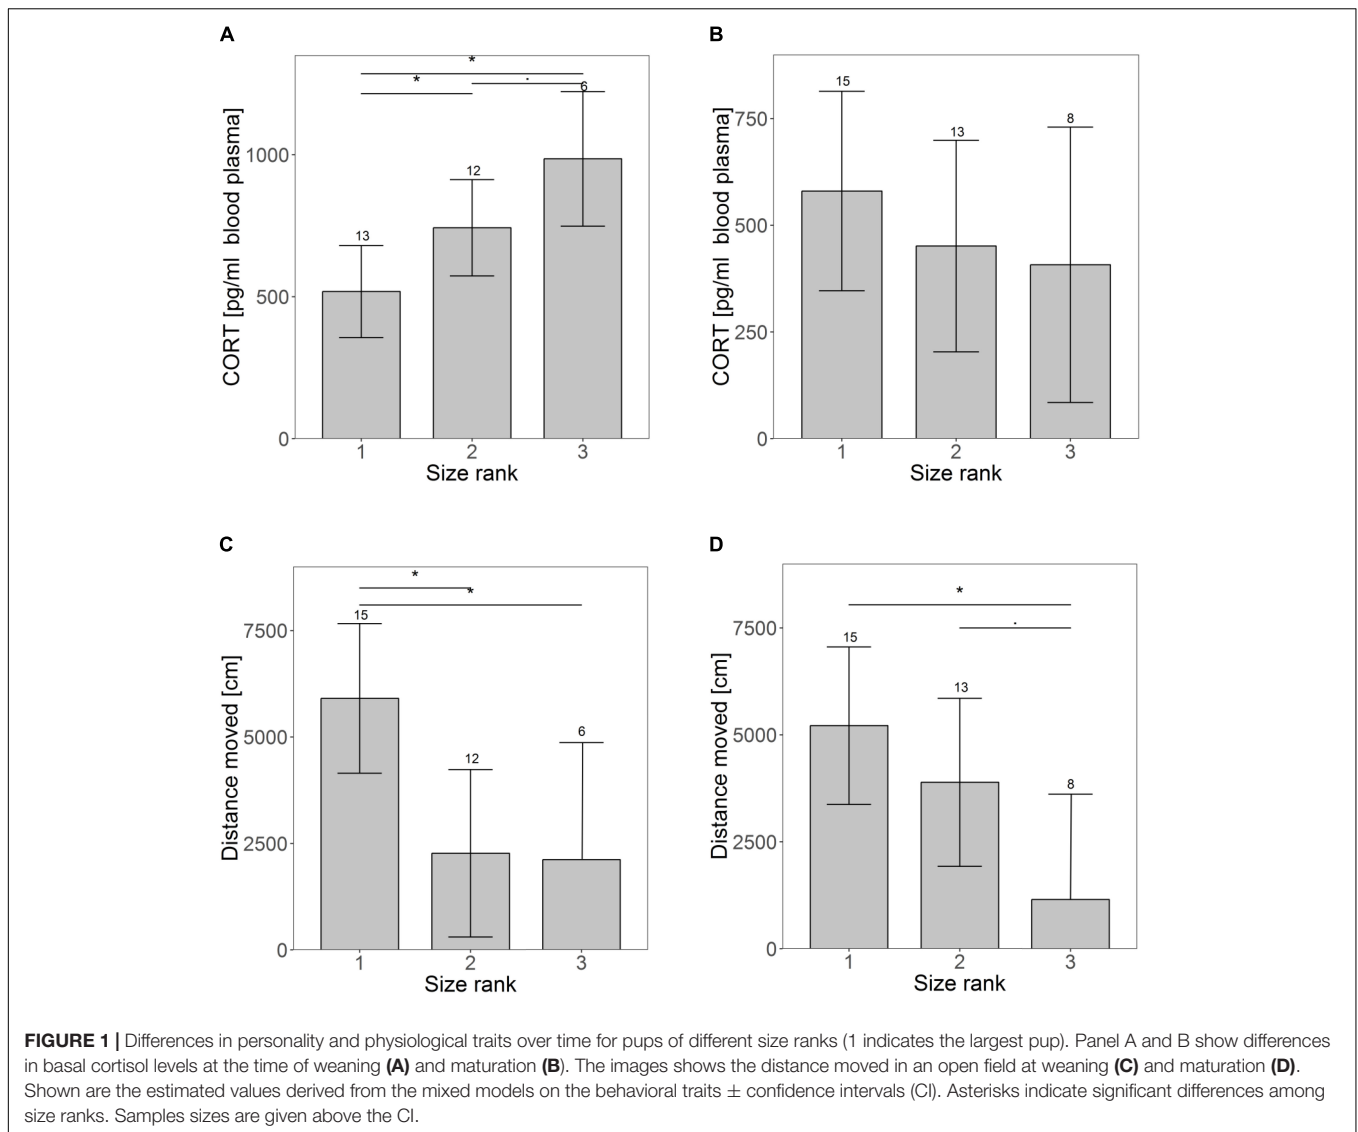 A
CORT [pg/ml  blood plasma]
1000
500
0
*
*
.
13
12
6
1
2
3
Size rank
B
CORT [pg/ml  blood plasma]
750
500
250
0
15
13
8
1
2
3
Size rank
C
Distance moved [cm]
7500
5000
2500
0
*
*
15
12
6
1
2
3
Size rank
D
Distance moved [cm]
7500
5000
2500
0
*
.
15
13
8
1
2
3
Size rank
FIGURE 1 | Differences in personality and physiological traits over time for pups of different size ranks (1 indicates the largest pup). Panel A and B show differences
in basal cortisol levels at the time of weaning (A) and maturation (B). The images shows the distance moved in an open field at weaning (C) and maturation (D).
Shown are the estimated values derived from the mixed models on the behavioral traits ± confidence intervals (CI). Asterisks indicate significant differences among
size ranks. Samples sizes are given above the CI.